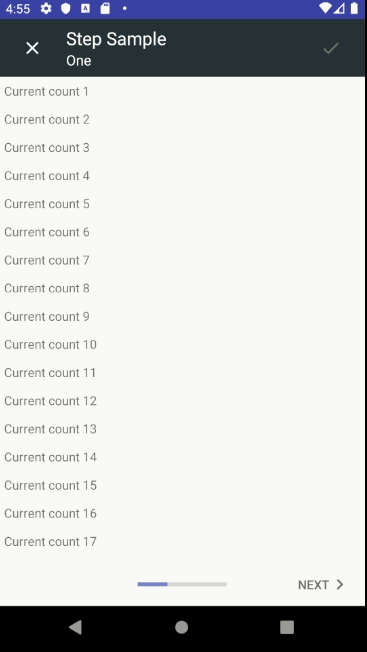 4:55
Step Sample
One
Current count 1
Current count 2
Current count 3
Current count 4
Current count 5
Current count 6
Current count 7
Current count 8
Current count 9
Current count 10
Current count 11
Current count 12
Current count 13
Current count 14
Current count 15
Current count 16
Current count 17
NEXT